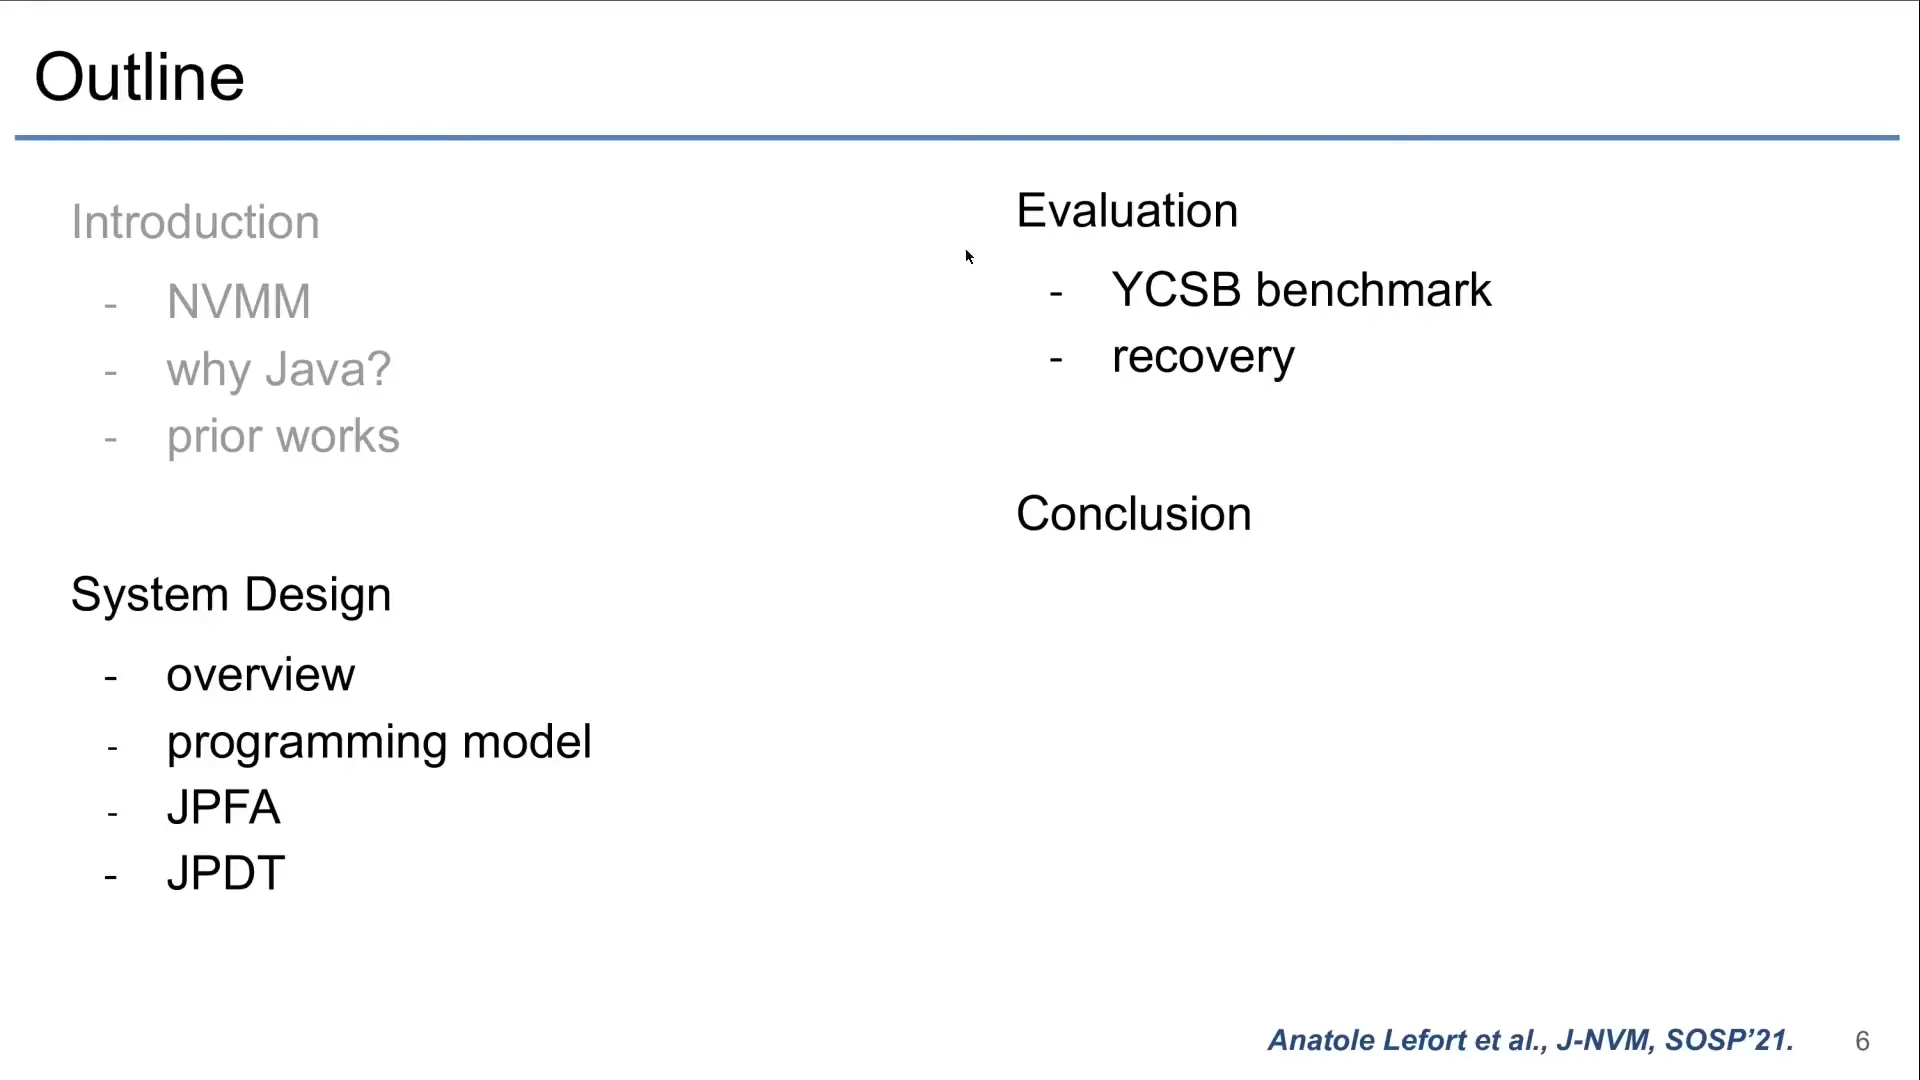 Outline
Introduction
- NVMM
- why Java?
- prior works
System Design
- overview
- programming model
- JPFA
- JPDT
Evaluation
- YCSB benchmark
- recovery
Conclusion
Anatole Lefort et al., J-NVM, SOSP’21.
6